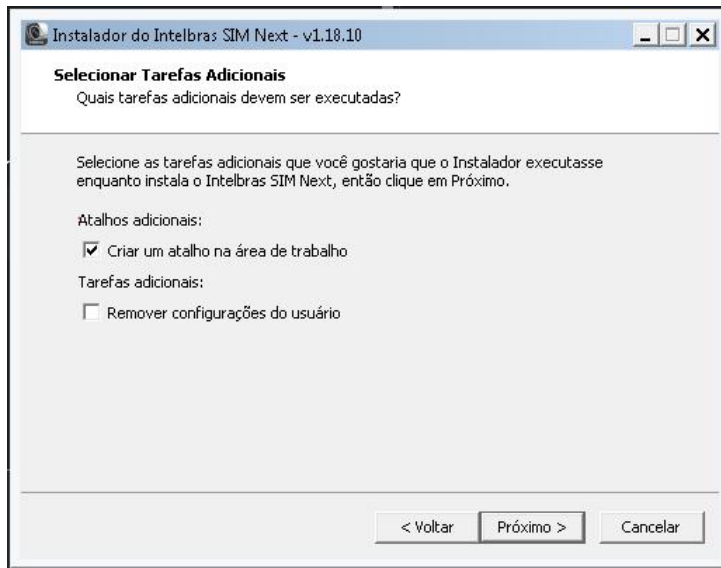 Instalador do Intelbras SIM Next - v1.18.10
Selecionar Tarefas Adicionais
Quais tarefas adicionais devem ser executadas?
Selecione as tarefas adicionais que você gostaria que o Instalador executasse
enquanto instala o Intelbras SIM Next, então clique em Próximo.
Atalhos adicionais:
Criar um atalho na área de trabalho
Tarefas adicionais:
Remover configurações do usuário
< Voltar
Próximo >
Cancelar